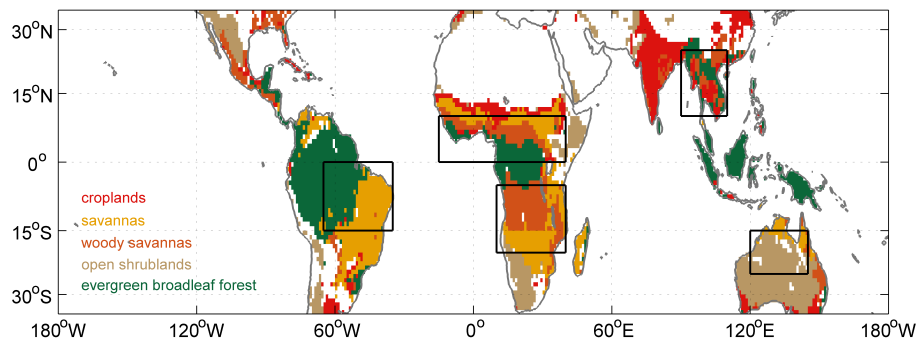 30°N
15°N
0°
croplands
savannas
woody savannas
15°S
open shrublands
evergreen broadleaf forest
30°S
180°W 120°W 60°W 0° 60°E 120°E 180°W